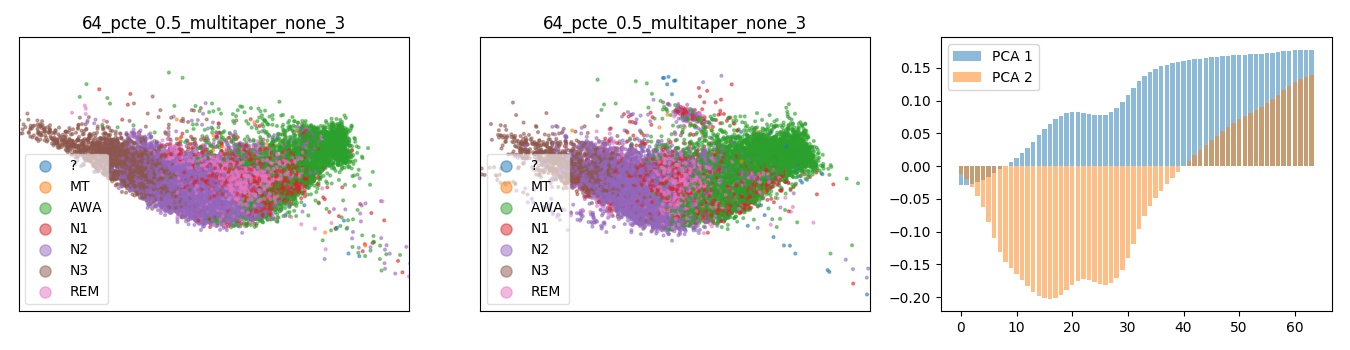 64_pcte_0.5_multitaper_none_3
?
MT
AWA
N1
N2
N3
REM
64_pcte_0.5_multitaper_none_3
?
MT
AWA
N1
N2
N3
REM
PCA 1
PCA 2
0.15
0.10
0.05
0.00
−0.05
−0.10
−0.15
−0.20
0 10 20 30 40 50 60